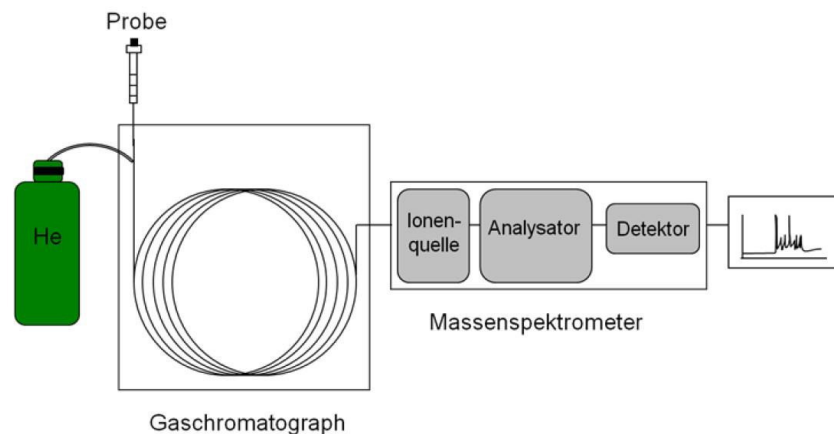 Probe
He
Ionen-
quelle
Analysator
Detektor
Massenspektrometer
Gaschromatograph